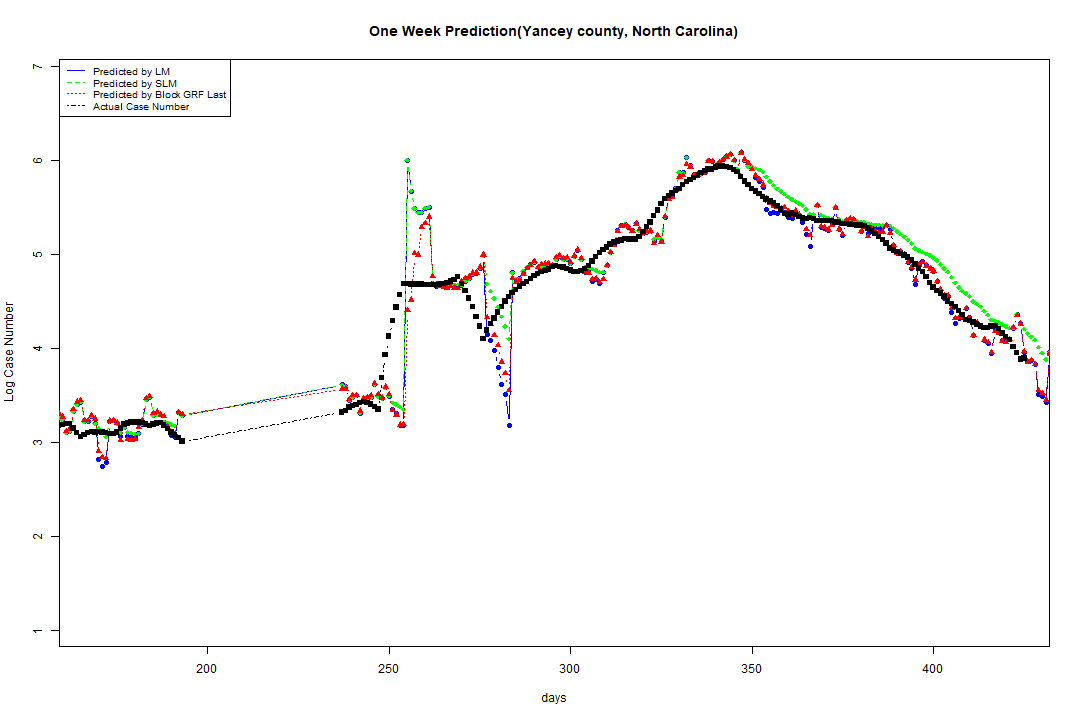 One Week Prediction(Yancey county, North Carolina)
Predicted by LM
Predicted by SLM
Predicted by Block GRF Last
Actual Case Number
7
6
5
4
3
2
1
Log Case Number
200 250 300 350 400
days